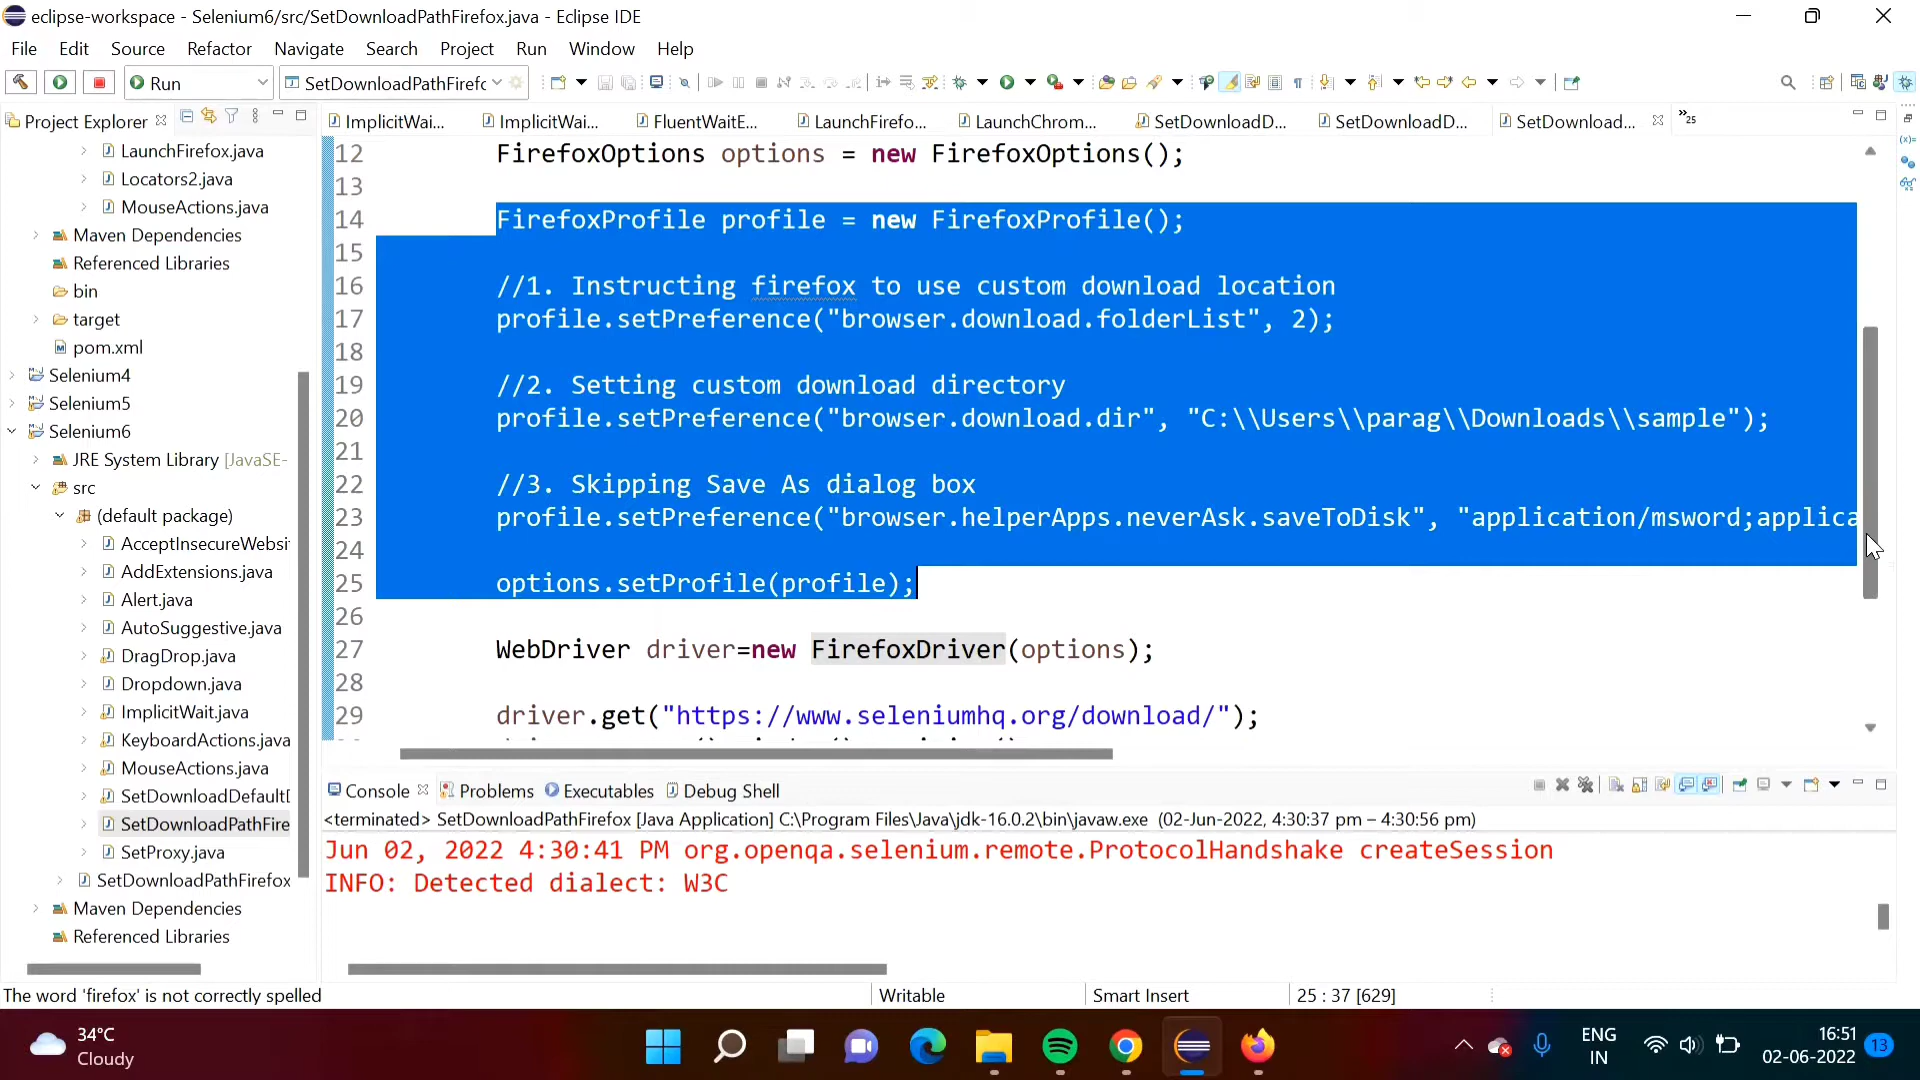 eclipse-workspace - Selenium6/src/SetDownloadPathFirefox.java - Eclipse IDE
File Edit Source Refactor Navigate Search Project Run Window Help
Run SetDownloadPathFirefc
Project Explorer
ImplicitWai... ImplicitWai... FluentWaitE... LaunchFirefo... LaunchChrom... SetDownloadD... SetDownloadD... SetDownload... »25
LaunchFirefox.java
Locators2.java
MouseActions.java
Maven Dependencies
Referenced Libraries
bin
target
pom.xml
Selenium4
Selenium5
Selenium6
JRE System Library [JavaSE-
src
(default package)
AcceptInsecureWebsit
AddExtensions.java
Alert.java
AutoSuggestive.java
DragDrop.java
Dropdown.java
ImplicitWait.java
KeyboardActions.java
MouseActions.java
SetDownloadDefaultD
SetDownloadPathFire
SetProxy.java
SetDownloadPathFirefox
Maven Dependencies
Referenced Libraries
12 FirefoxOptions options = new FirefoxOptions();
13
14 FirefoxProfile profile = new FirefoxProfile();
15
16 //1. Instructing firefox to use custom download location
17 profile.setPreference("browser.download.folderList", 2);
18
19 //2. Setting custom download directory
20 profile.setPreference("browser.download.dir", "C:\\Users\\parag\\Downloads\\sample");
21
22 //3. Skipping Save As dialog box
23 profile.setPreference("browser.helperApps.neverAsk.saveToDisk", "application/msword;applica
24
25 options.setProfile(profile);
26
27 WebDriver driver=new FirefoxDriver(options);
28
29 driver.get("https://www.seleniumhq.org/download/");
Console Problems Executables Debug Shell
<terminated> SetDownloadPathFirefox [Java Application] C:\Program Files\Java\jdk-16.0.2\bin\javaw.exe (02-Jun-2022, 4:30:37 pm – 4:30:56 pm)
Jun 02, 2022 4:30:41 PM org.openqa.selenium.remote.ProtocolHandshake createSession
INFO: Detected dialect: W3C
The word 'firefox' is not correctly spelled Writable Smart Insert 25 : 37 [629]
34°C
Cloudy
ENG
IN
16:51
02-06-2022
13